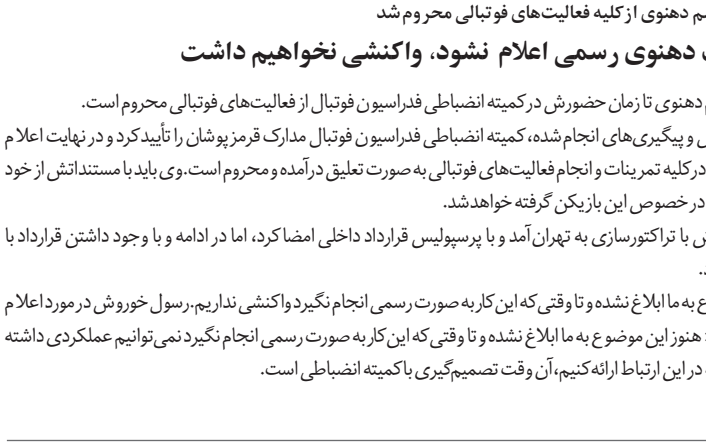 دهنوی از کلیه فعالیت‌های فوتبالی محروم شد
دهنوی رسمی اعلام نشود، واکنشی نخواهیم داشت
دهنوی تا زمان حضورش در کمیته انضباطی فدراسیون فوتبال از فعالیت‌های فوتبالی محروم است.
و پیگیری‌های انجام شده، کمیته انضباطی فدراسیون فوتبال مدارک قرمزپوشان را تأیید کرد و در نهایت اعلام
در کلیه تمرینات و انجام فعالیت‌های فوتبالی به صورت تعلیق درآمده و محروم است. وی باید با مستنداتش از خود
در خصوص این بازیکن گرفته خواهد شد.
با تراکتورسازی به تهران آمد و با پرسپولیس قرارداد داخلی امضا کرد، اما در ادامه و با وجود داشتن قرارداد با
به ما ابلاغ نشده و تا وقتی که این کار به صورت رسمی انجام نگیرد واکنشی نداریم. رسول خوروش در مورد اعلام
: هنوز این موضوع به ما ابلاغ نشده و تا وقتی که این کار به صورت رسمی انجام نگیرد نمی‌توانیم عملکردی داشته
در این ارتباط ارائه کنیم، آن وقت تصمیم‌گیری با کمیته انضباطی است.